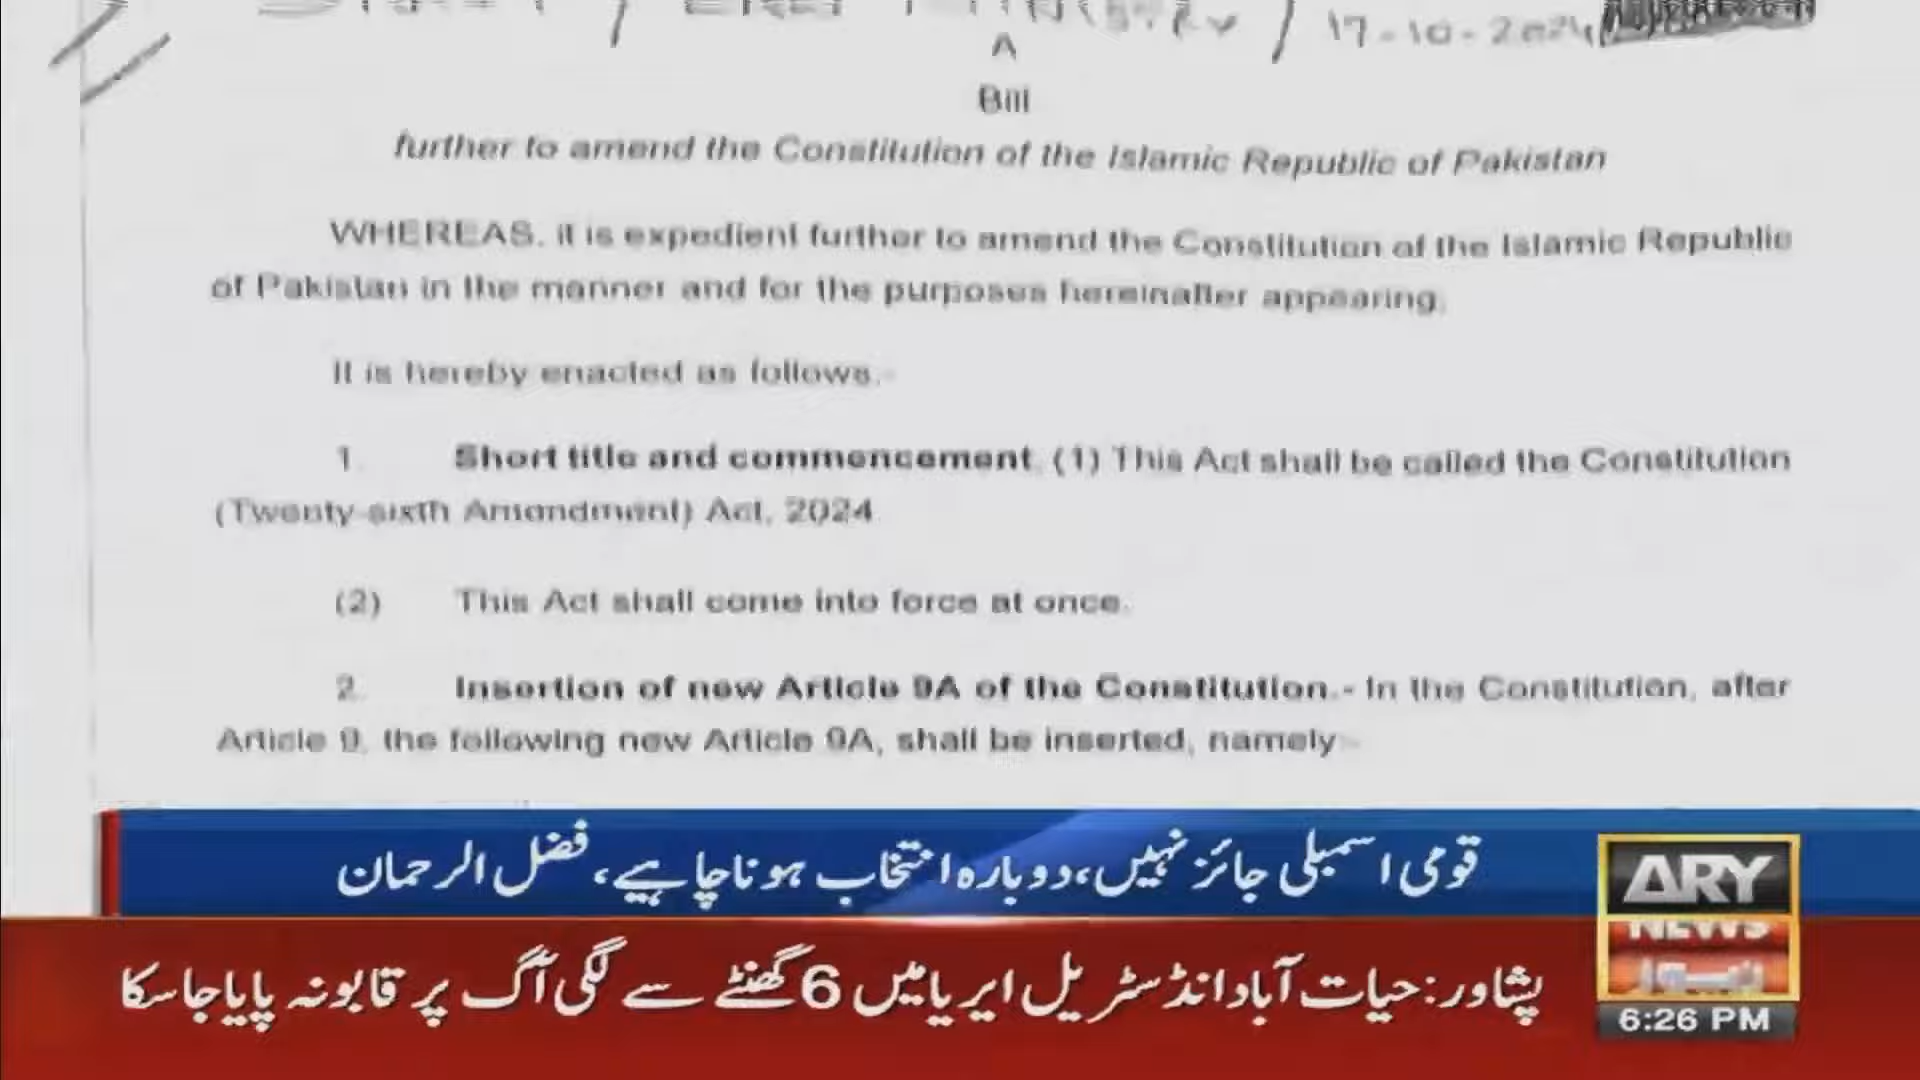 17-10-2024
A
Bill
further to amend the Constitution of the Islamic Republic of Pakistan
WHEREAS, it is expedient further to amend the Constitution of the Islamic Republic
of Pakistan in the manner and for the purposes hereinafter appearing;
It is hereby enacted as follows,-
1. Short title and commencement. (1) This Act shall be called the Constitution
(Twenty-sixth Amendment) Act, 2024
(2) This Act shall come into force at once.
2. Insertion of new Article 9A of the Constitution.- In the Constitution, after
Article 9, the following new Article 9A, shall be inserted, namely:-
قومی اسمبلی جائز نہیں، دوبارہ انتخاب ہونا چاہیے، فضل الرحمان
پشاور: حیات آباد انڈسٹریل ایریا میں 6 گھنٹے سے لگی آگ پر قابو نہ پایا جاسکا
ARY
NEWS
6:26 PM